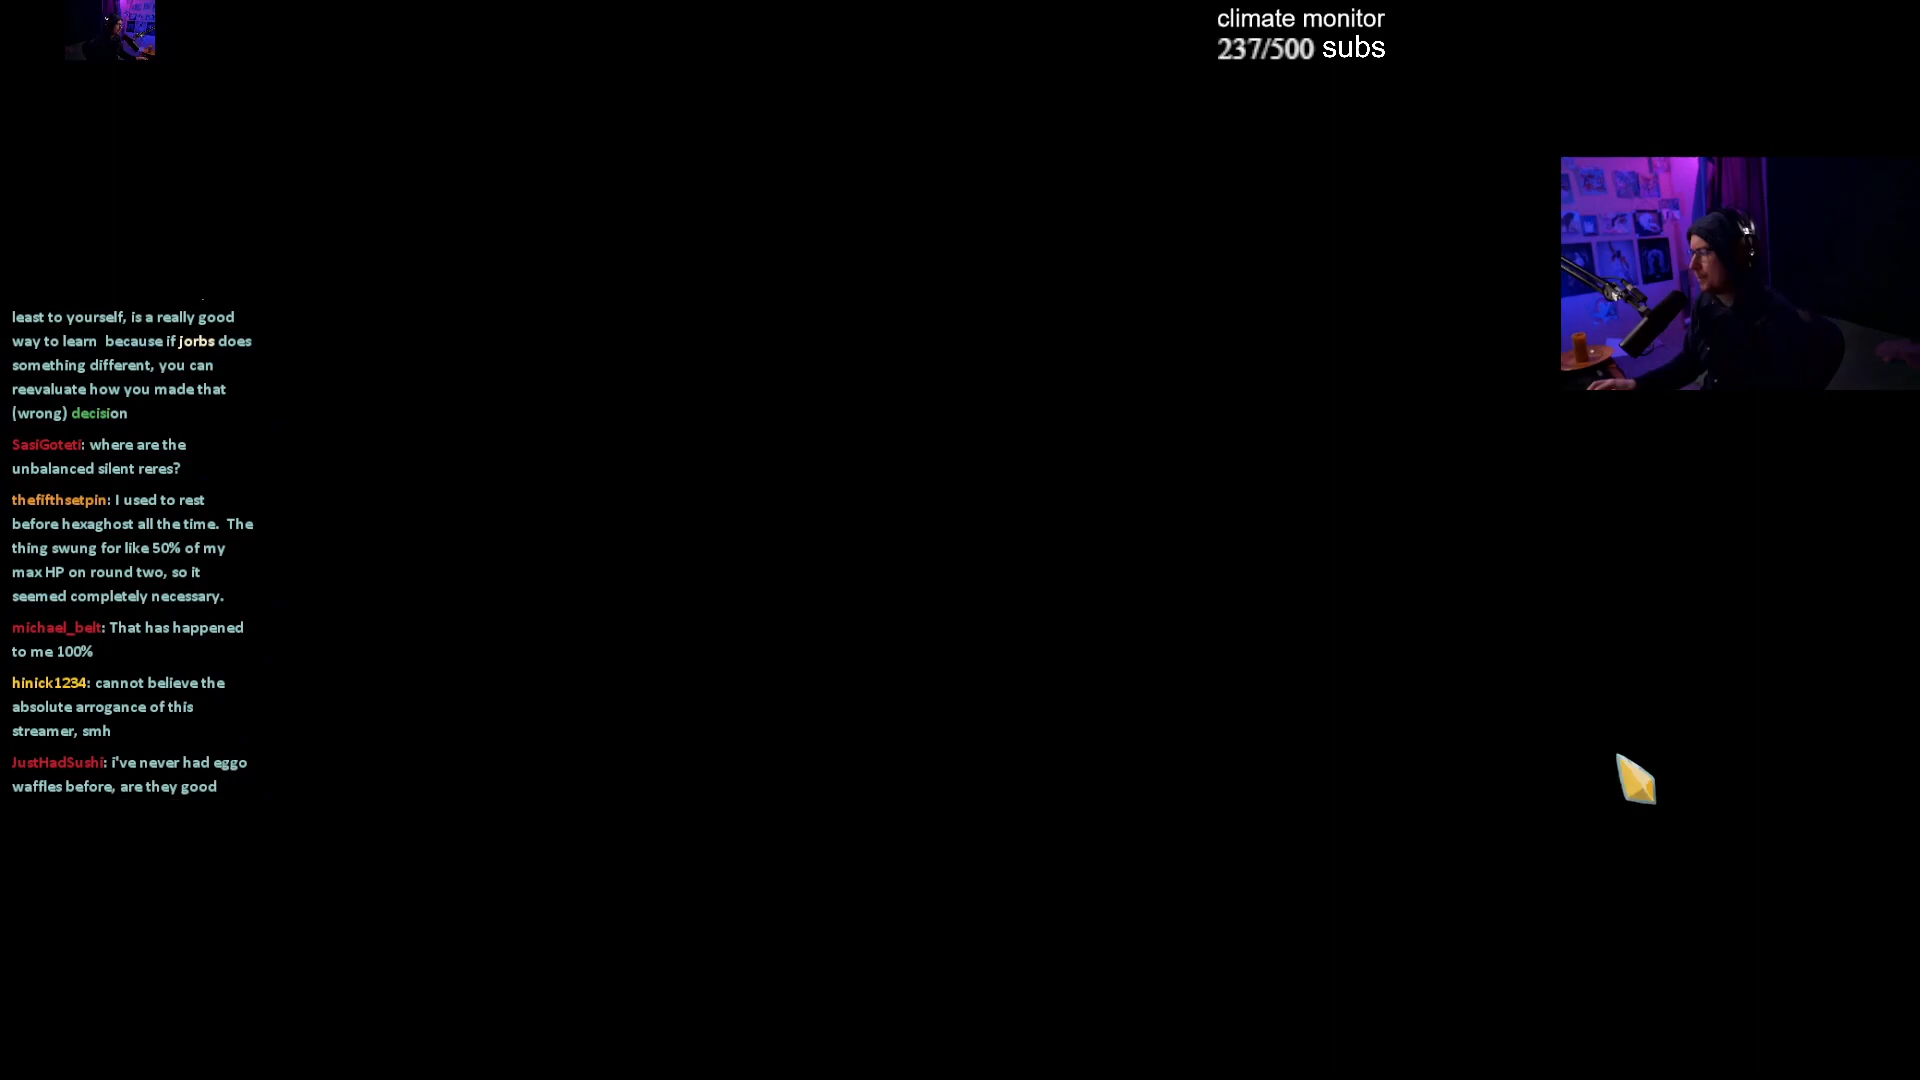 climate monitor
237/500 subs
least to yourself, is a really good
way to learn because if jorbs does
something different, you can
reevaluate how you made that
(wrong) decision
SasiGoteti: where are the
unbalanced silent reres?
thefifthsetpin: I used to rest
before hexaghost all the time. The
thing swung for like 50% of my
max HP on round two, so it
seemed completely necessary.
michael_belt: That has happened
to me 100%
hinick1234: cannot believe the
absolute arrogance of this
streamer, smh
JustHadSushi: i've never had eggo
waffles before, are they good